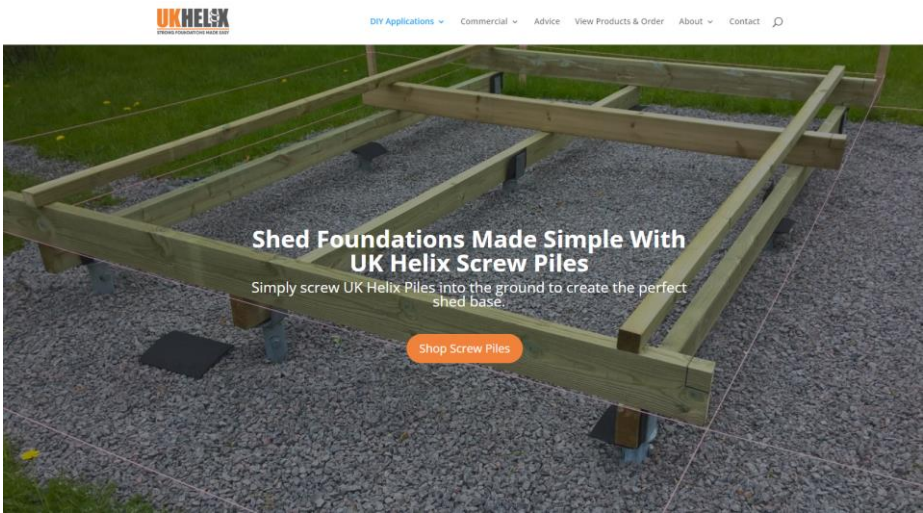 UKHELIX
STRONG FOUNDATIONS MADE EASY
DIY Applications
Commercial
Advice
View Products & Order
About
Contact
Shed Foundations Made Simple With
UK Helix Screw Piles
Simply screw UK Helix Piles into the ground to create the perfect
shed base.
Shop Screw Piles